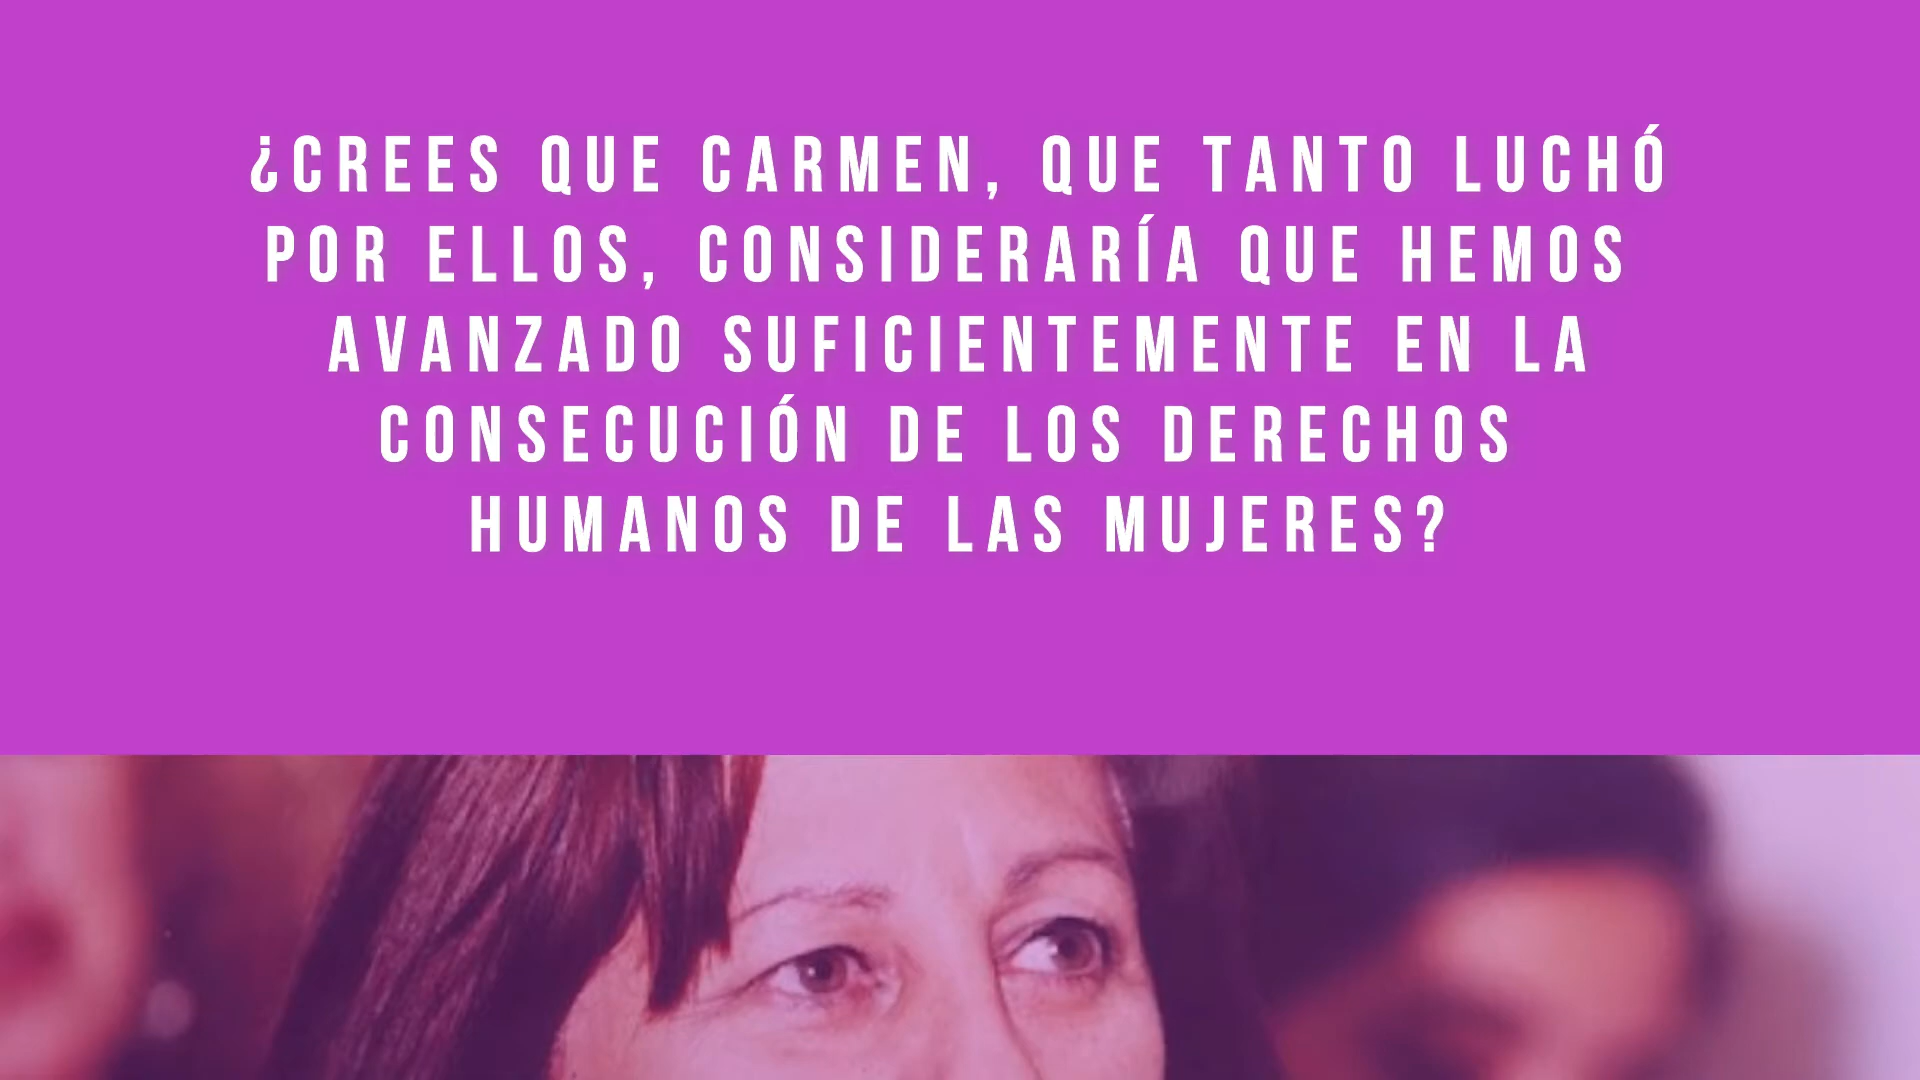 ¿CREES QUE CARMEN, QUE TANTO LUCHÓ
POR ELLOS, CONSIDERARÍA QUE HEMOS
AVANZADO SUFICIENTEMENTE EN LA
CONSECUCIÓN DE LOS DERECHOS
HUMANOS DE LAS MUJERES?